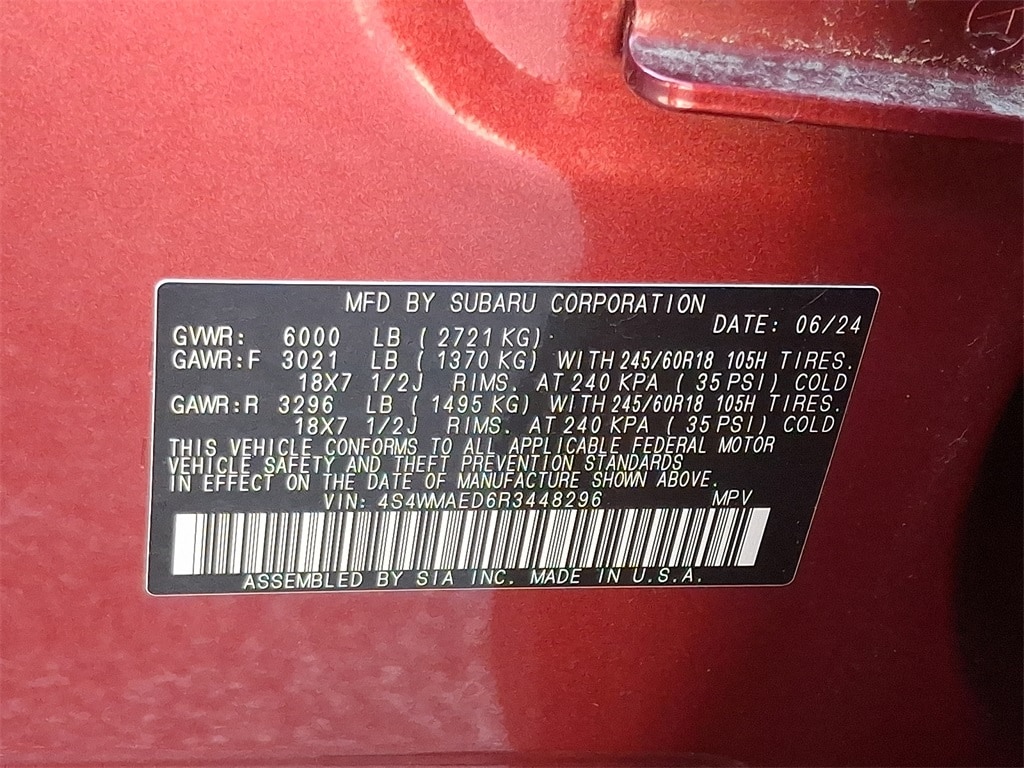 MFD BY SUBARU CORPORATION
DATE: 06/24
GVWR: 6000 LB ( 2721 KG)
GAWR:F 3021 LB ( 1370 KG) WITH 245/60R18 105H TIRES.
18X7 1/2J RIMS. AT 240 KPA ( 35 PSI) COLD
GAWR:R 3296 LB ( 1495 KG) WITH 245/60R18 105H TIRES.
18X7 1/2J RIMS. AT 240 KPA ( 35 PSI) COLD
THIS VEHICLE CONFORMS TO ALL APPLICABLE FEDERAL MOTOR
VEHICLE SAFETY AND THEFT PREVENTION STANDARDS
IN EFFECT ON THE DATE OF MANUFACTURE SHOWN ABOVE.
VIN: 4S4WMAED6R3448296 MPV
ASSEMBLED BY SIA INC. MADE IN U.S.A.